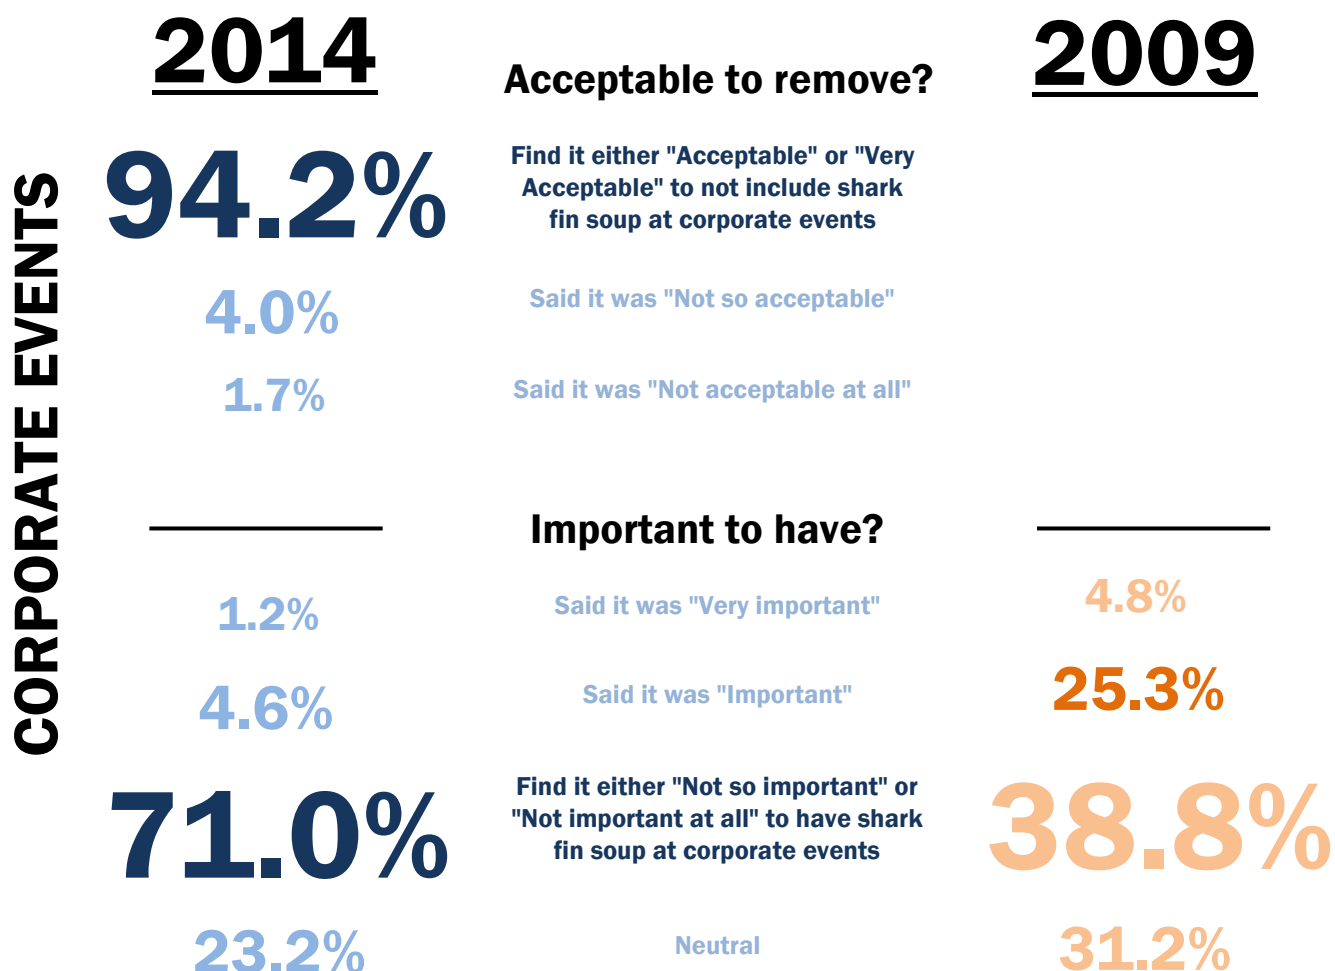 CORPORATE EVENTS
2014
Acceptable to remove?
2009
94.2%
Find it either "Acceptable" or "Very
Acceptable" to not include shark
fin soup at corporate events
4.0%
Said it was "Not so acceptable"
1.7%
Said it was "Not acceptable at all"
Important to have?
1.2%
Said it was "Very important"
4.8%
4.6%
Said it was "Important"
25.3%
71.0%
Find it either "Not so important" or
"Not important at all" to have shark
fin soup at corporate events
38.8%
23.2%
Neutral
31.2%